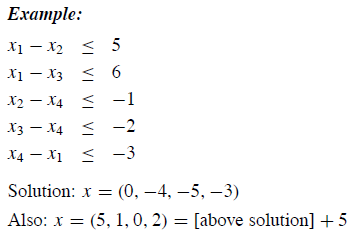 Example:
x₁ − x₂ ≤ 5
x₁ − x₃ ≤ 6
x₂ − x₄ ≤ −1
x₃ − x₄ ≤ −2
x₄ − x₁ ≤ −3
Solution: x = (0, −4, −5, −3)
Also: x = (5, 1, 0, 2) = [above solution] + 5